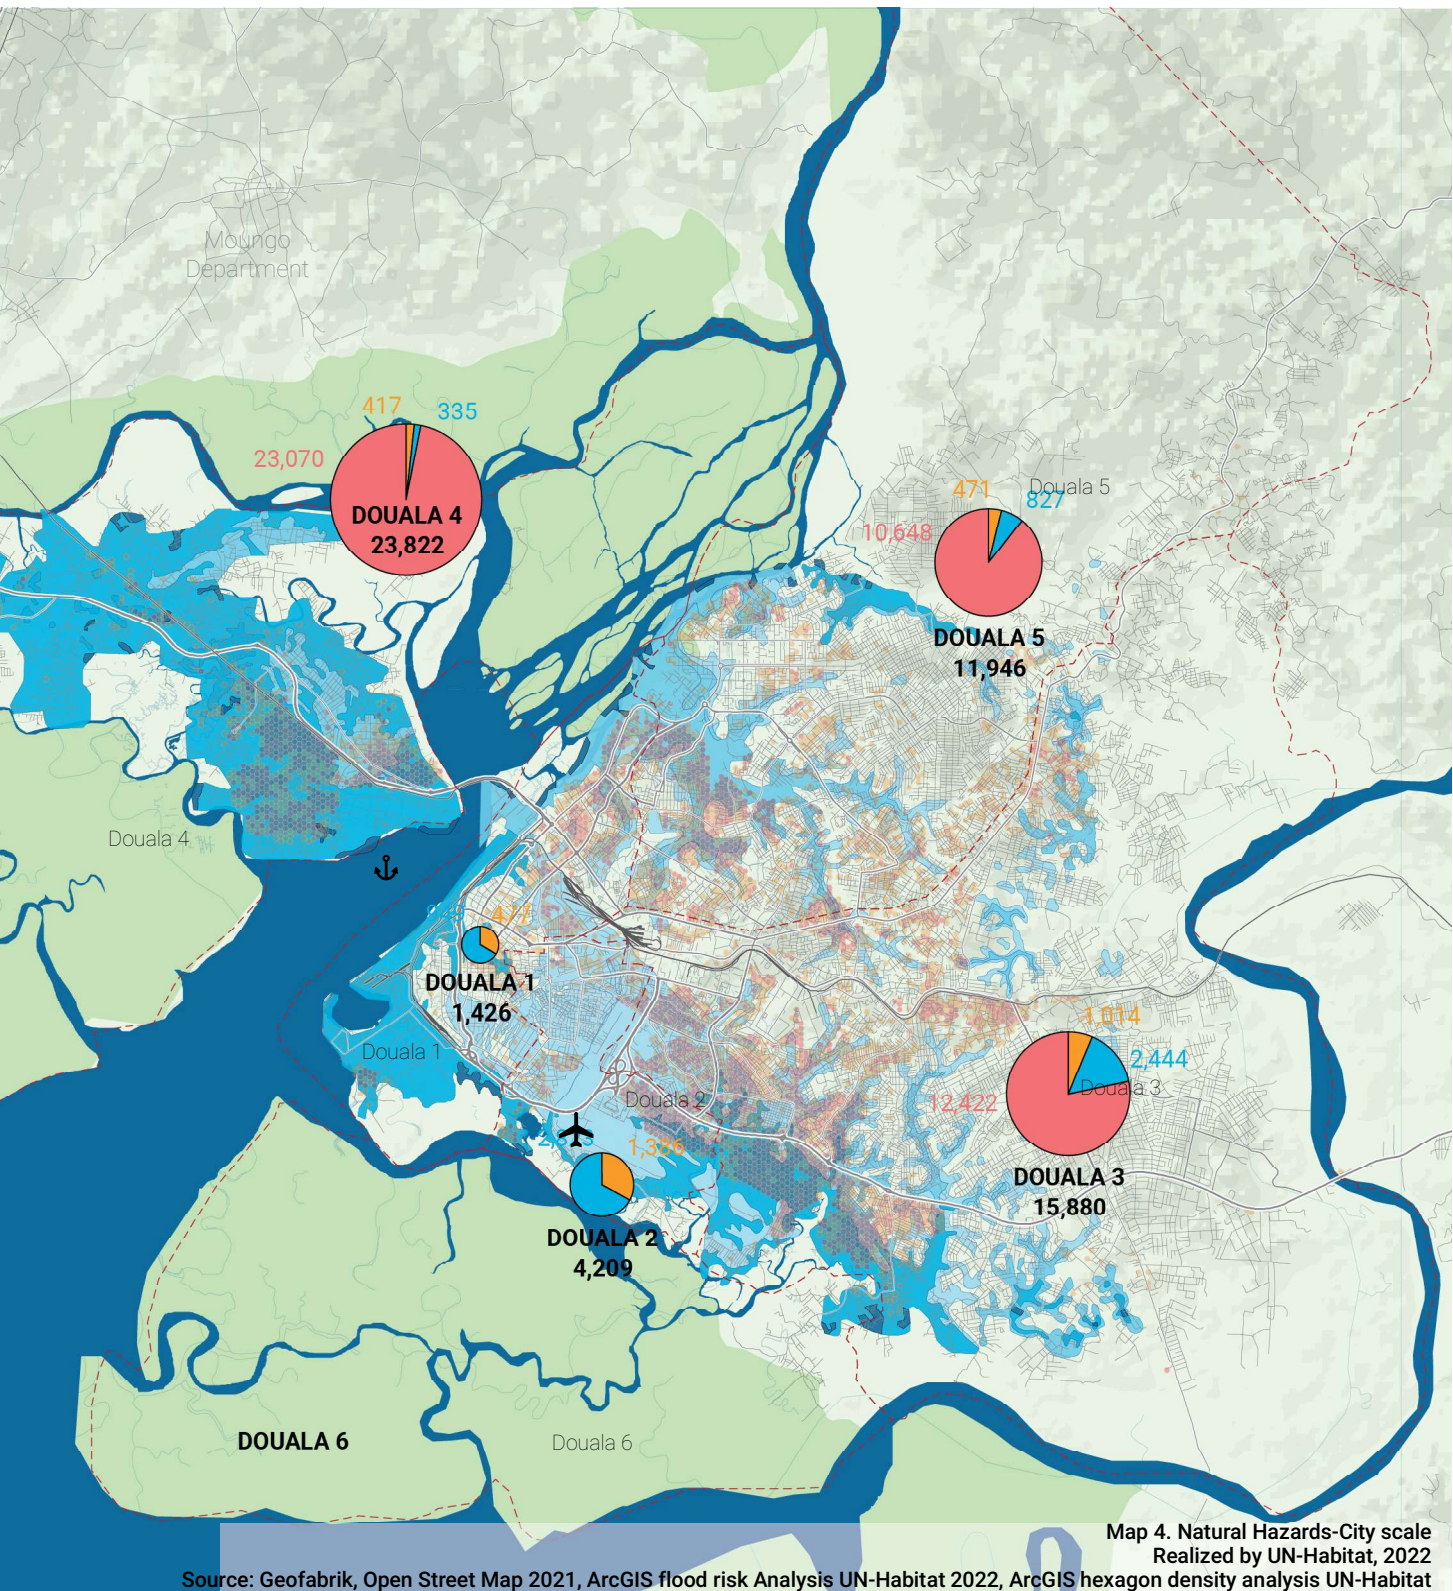 Moungo
Department
417
335
23,070
DOUALA 4
23,822
471
Douala 5
827
10,648
DOUALA 5
11,946
Douala 4
477
DOUALA 1
1,426
Douala 1
1,014
2,444
Douala 3
12,422
Douala 2
1,386
DOUALA 3
15,880
DOUALA 2
4,209
DOUALA 6
Douala 6
Map 4. Natural Hazards-City scale
Realized by UN-Habitat, 2022
Source: Geofabrik, Open Street Map 2021, ArcGIS flood risk Analysis UN-Habitat 2022, ArcGIS hexagon density analysis UN-Habitat